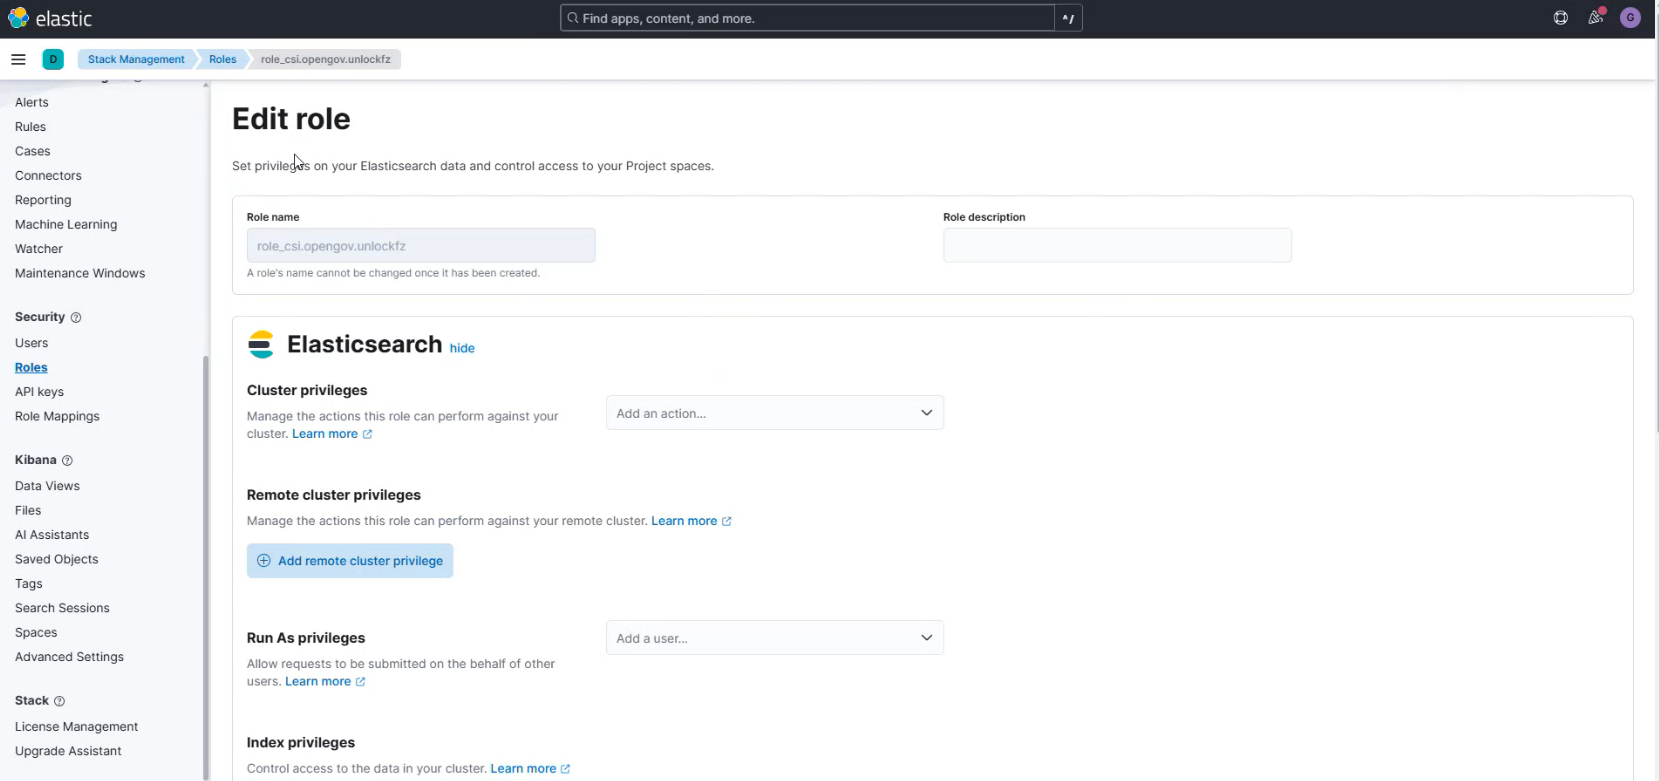 elastic
Find apps, content, and more.
^/
G
D
Stack Management
Roles
role_csi.opengov.unlockfz
Alerts
Rules
Cases
Connectors
Reporting
Machine Learning
Watcher
Maintenance Windows
Security
Users
Roles
API keys
Role Mappings
Kibana
Data Views
Files
AI Assistants
Saved Objects
Tags
Search Sessions
Spaces
Advanced Settings
Stack
License Management
Upgrade Assistant
Edit role
Set privileges on your Elasticsearch data and control access to your Project spaces.
Role name
role_csi.opengov.unlockfz
A role's name cannot be changed once it has been created.
Role description
Elasticsearch hide
Cluster privileges
Manage the actions this role can perform against your
cluster. Learn more
Add an action...
Remote cluster privileges
Manage the actions this role can perform against your remote cluster. Learn more
Add remote cluster privilege
Run As privileges
Allow requests to be submitted on the behalf of other
users. Learn more
Add a user...
Index privileges
Control access to the data in your cluster. Learn more